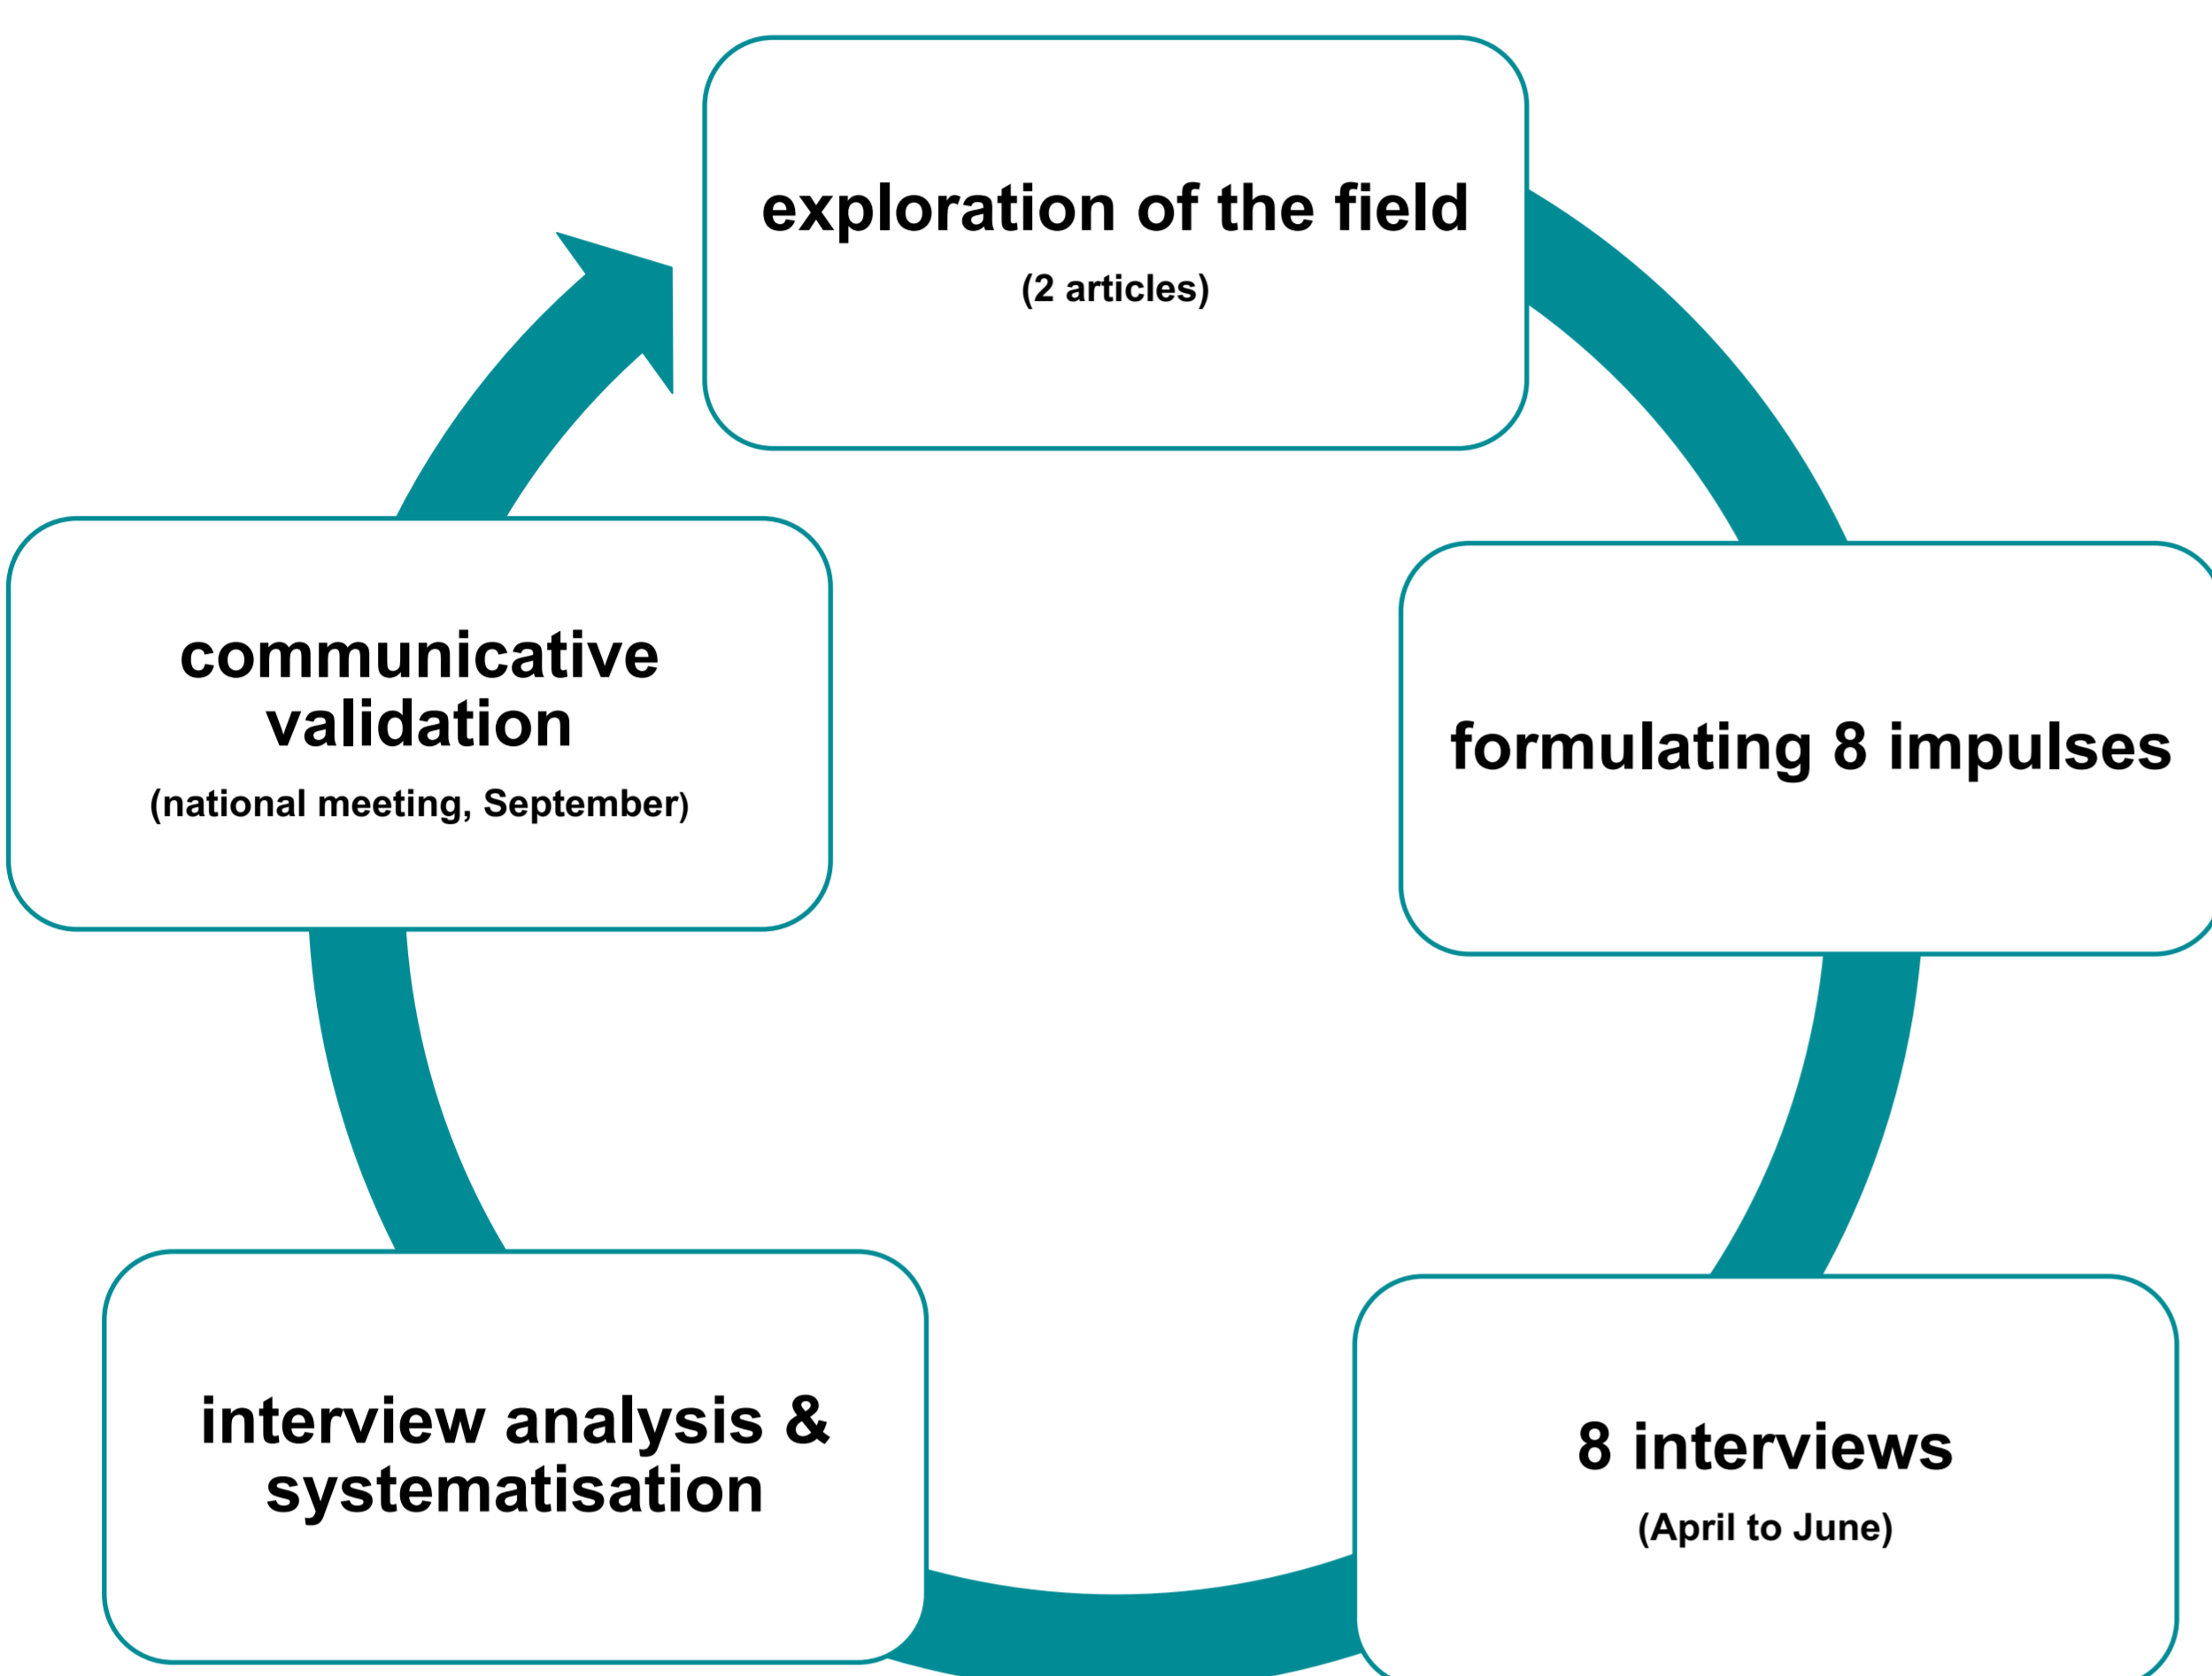 exploration of the field
(2 articles)
formulating 8 impulses
8 interviews
(April to June)
interview analysis &
systematisation
communicative
validation
(national meeting, September)